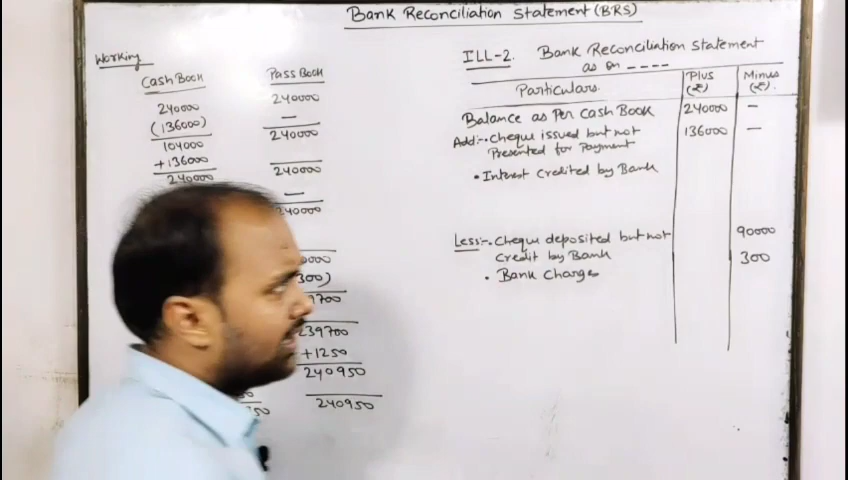 Bank Reconciliation Statement (BRS)
Working
Cash Book
240000
(136000)
104000
+136000
240000
Pass Book
240000
—
240000
240000
—
240000
0000
300)
9700
239700
+1250
240950
240950
ILL-2. Bank Reconciliation Statement
as on ----
Particulars. Plus (₹) Minus (₹).
Balance as Per Cash Book 240000 —
Add:-. Cheque issued but not 136000 —
Presented for Payment
• Interest Credited by Bank
Less:-. Cheque deposited but not 90000
Credit by Bank 300
• Bank Charges